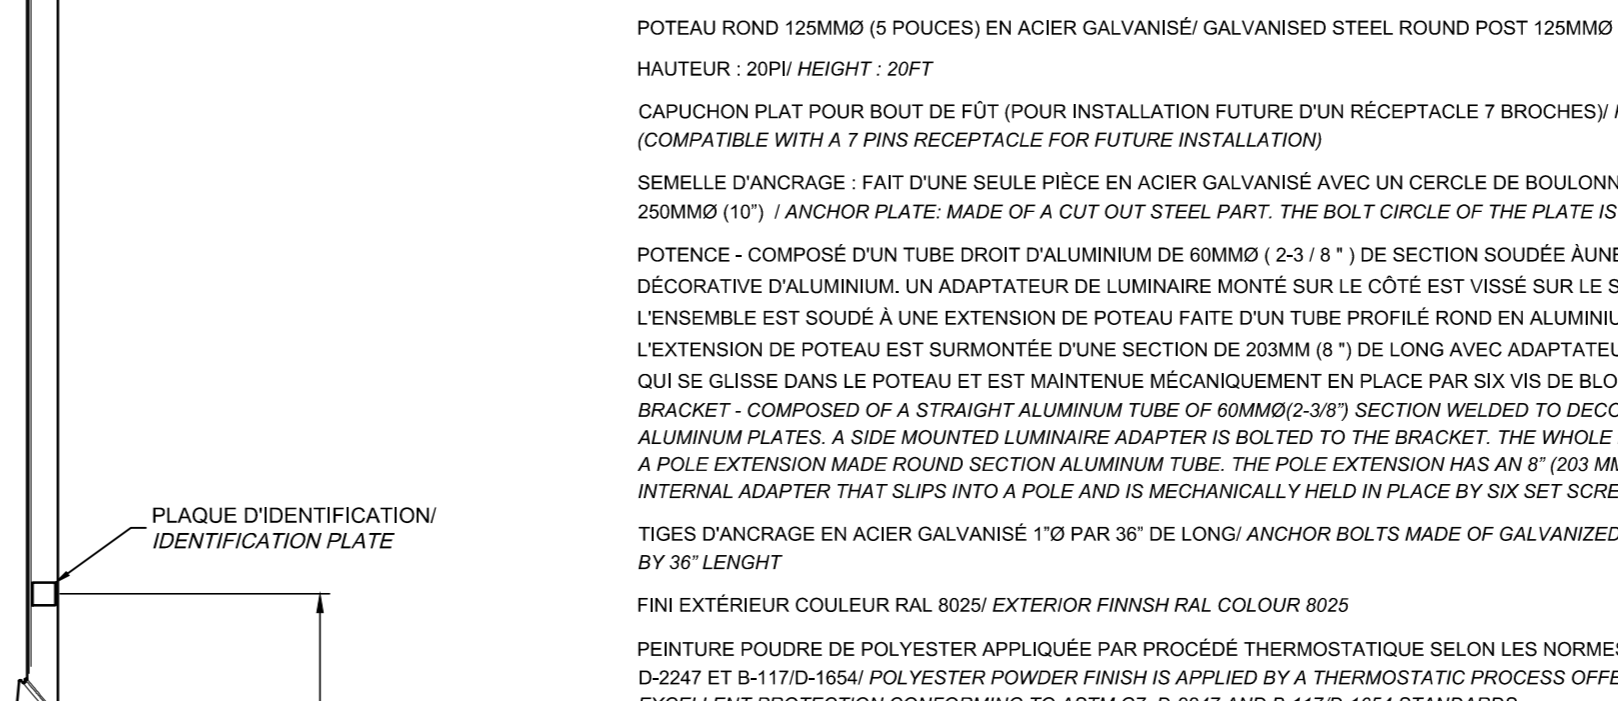 POTEAU ROND 125MMØ (5 POUCES) EN ACIER GALVANISÉ/ GALVANISED STEEL ROUND POST 125MMØ
HAUTEUR : 20PI/ HEIGHT : 20FT
CAPUCHON PLAT POUR BOUT DE FÛT (POUR INSTALLATION FUTURE D'UN RÉCEPTACLE 7 BROCHES)/
(COMPATIBLE WITH A 7 PINS RECEPTACLE FOR FUTURE INSTALLATION)
SEMELLE D'ANCRAGE : FAIT D'UNE SEULE PIÈCE EN ACIER GALVANISÉ AVEC UN CERCLE DE BOULONN
250MMØ (10”) / ANCHOR PLATE: MADE OF A CUT OUT STEEL PART. THE BOLT CIRCLE OF THE PLATE IS
POTENCE - COMPOSÉ D'UN TUBE DROIT D'ALUMINIUM DE 60MMØ ( 2-3 / 8 " ) DE SECTION SOUDÉE ÀUNE
DÉCORATIVE D'ALUMINIUM. UN ADAPTATEUR DE LUMINAIRE MONTÉ SUR LE CÔTÉ EST VISSÉ SUR LE S
L'ENSEMBLE EST SOUDÉ À UNE EXTENSION DE POTEAU FAITE D'UN TUBE PROFILÉ ROND EN ALUMINIU
L'EXTENSION DE POTEAU EST SURMONTÉE D'UNE SECTION DE 203MM (8 ") DE LONG AVEC ADAPTATEU
QUI SE GLISSE DANS LE POTEAU ET EST MAINTENUE MÉCANIQUEMENT EN PLACE PAR SIX VIS DE BLO
BRACKET - COMPOSED OF A STRAIGHT ALUMINUM TUBE OF 60MMØ(2-3/8”) SECTION WELDED TO DECO
ALUMINUM PLATES. A SIDE MOUNTED LUMINAIRE ADAPTER IS BOLTED TO THE BRACKET. THE WHOLE
A POLE EXTENSION MADE ROUND SECTION ALUMINUM TUBE. THE POLE EXTENSION HAS AN 8” (203 MM
INTERNAL ADAPTER THAT SLIPS INTO A POLE AND IS MECHANICALLY HELD IN PLACE BY SIX SET SCRE
TIGES D'ANCRAGE EN ACIER GALVANISÉ 1”Ø PAR 36” DE LONG/ ANCHOR BOLTS MADE OF GALVANIZED
BY 36” LENGHT
FINI EXTÉRIEUR COULEUR RAL 8025/ EXTERIOR FINNSH RAL COLOUR 8025
PEINTURE POUDRE DE POLYESTER APPLIQUÉE PAR PROCÉDÉ THERMOSTATIQUE SELON LES NORMES
D-2247 ET B-117/D-1654/ POLYESTER POWDER FINISH IS APPLIED BY A THERMOSTATIC PROCESS OFFE
EXCELLENT PROTECTION CONFORMING TO ASTM G7, D-2247 AND B-117/D-1654 STANDARDS
PLAQUE D'IDENTIFICATION/
IDENTIFICATION PLATE